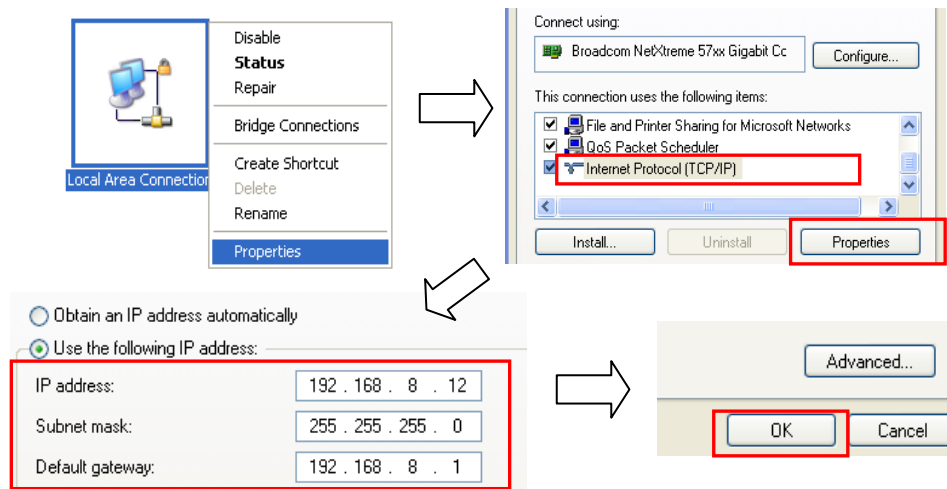 Local Area Connection
Disable
Status
Repair
Bridge Connections
Create Shortcut
Delete
Rename
Properties
Connect using:
Broadcom NetXtreme 57xx Gigabit Cc
Configure...
This connection uses the following items:
File and Printer Sharing for Microsoft Networks
QoS Packet Scheduler
Internet Protocol (TCP/IP)
Install...
Uninstall
Properties
Obtain an IP address automatically
Use the following IP address:
IP address: 192 . 168 . 8 . 12
Subnet mask: 255 . 255 . 255 . 0
Default gateway: 192 . 168 . 8 . 1
Advanced...
OK
Cancel